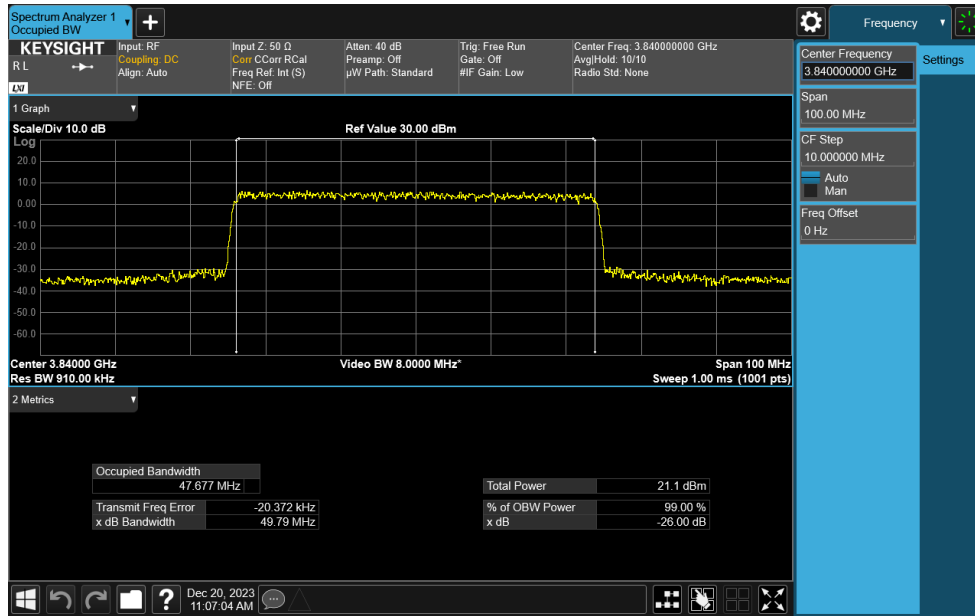 Spectrum Analyzer 1
Occupied BW
Frequency
KEYSIGHT
R L
LXI
Input: RF
Coupling: DC
Align: Auto
Input Z: 50 Ω
Corr CCorr RCal
Freq Ref: Int (S)
NFE: Off
Atten: 40 dB
Preamp: Off
µW Path: Standard
Trig: Free Run
Gate: Off
#IF Gain: Low
Center Freq: 3.840000000 GHz
Avg|Hold: 10/10
Radio Std: None
Center Frequency
3.840000000 GHz
Settings
Span
100.00 MHz
CF Step
10.000000 MHz
Auto
Man
Freq Offset
0 Hz
1 Graph
Scale/Div 10.0 dB
Ref Value 30.00 dBm
Log
20.0
10.0
0.00
-10.0
-20.0
-30.0
-40.0
-50.0
-60.0
Center 3.84000 GHz
Video BW 8.0000 MHz*
Span 100 MHz
Res BW 910.00 kHz
Sweep 1.00 ms (1001 pts)
2 Metrics
Occupied Bandwidth
47.677 MHz
Total Power 21.1 dBm
Transmit Freq Error -20.372 kHz
% of OBW Power 99.00 %
x dB Bandwidth 49.79 MHz
x dB -26.00 dB
Dec 20, 2023
11:07:04 AM